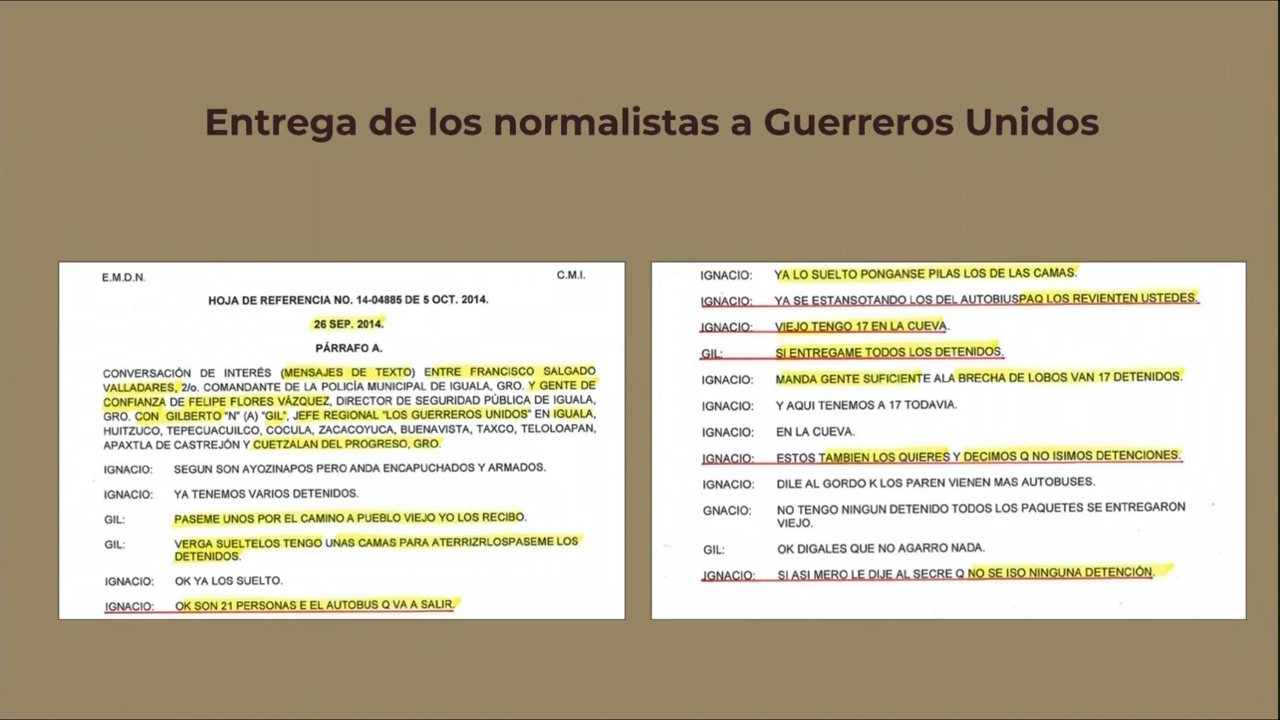 Entrega de los normalistas a Guerreros Unidos
E.M.D.N.
C.M.I.
HOJA DE REFERENCIA NO. 14-04885 DE 5 OCT. 2014.
26 SEP. 2014.
PÁRRAFO A.
CONVERSACIÓN DE INTERÉS (MENSAJES DE TEXTO) ENTRE FRANCISCO SALGADO
VALLADARES, 2/o. COMANDANTE DE LA POLICÍA MUNICIPAL DE IGUALA, GRO. Y GENTE DE
CONFIANZA DE FELIPE FLORES VÁZQUEZ, DIRECTOR DE SEGURIDAD PÚBLICA DE IGUALA,
GRO. CON GILBERTO "N" (A) "GIL", JEFE REGIONAL "LOS GUERREROS UNIDOS" EN IGUALA,
HUITZUCO, TEPECUACUILCO, COCULA, ZACACOYUCA, BUENAVISTA, TAXCO, TELOLOAPAN,
APAXTLA DE CASTREJÓN Y CUETZALAN DEL PROGRESO, GRO.
IGNACIO: SEGUN SON AYOZINAPOS PERO ANDA ENCAPUCHADOS Y ARMADOS.
IGNACIO: YA TENEMOS VARIOS DETENIDOS.
GIL: PASEME UNOS POR EL CAMINO A PUEBLO VIEJO YO LOS RECIBO.
GIL: VERGA SUELTELOS TENGO UNAS CAMAS PARA ATERRIZRLOSPASEME LOS
DETENIDOS.
IGNACIO: OK YA LOS SUELTO.
IGNACIO: OK SON 21 PERSONAS E EL AUTOBUS Q VA A SALIR.
IGNACIO: YA LO SUELTO PONGANSE PILAS LOS DE LAS CAMAS.
IGNACIO: YA SE ESTANSOTANDO LOS DEL AUTOBIUSPAQ LOS REVIENTEN USTEDES.
IGNACIO: VIEJO TENGO 17 EN LA CUEVA.
GIL: SI ENTREGAME TODOS LOS DETENIDOS.
IGNACIO: MANDA GENTE SUFICIENTE ALA BRECHA DE LOBOS VAN 17 DETENIDOS.
IGNACIO: Y AQUI TENEMOS A 17 TODAVIA.
IGNACIO: EN LA CUEVA.
IGNACIO: ESTOS TAMBIEN LOS QUIERES Y DECIMOS Q NO ISIMOS DETENCIONES.
IGNACIO: DILE AL GORDO K LOS PAREN VIENEN MAS AUTOBUSES.
GNACIO: NO TENGO NINGUN DETENIDO TODOS LOS PAQUETES SE ENTREGARON
VIEJO.
GIL: OK DIGALES QUE NO AGARRO NADA.
IGNACIO: SI ASI MERO LE DIJE AL SECRE Q NO SE ISO NINGUNA DETENCIÓN.